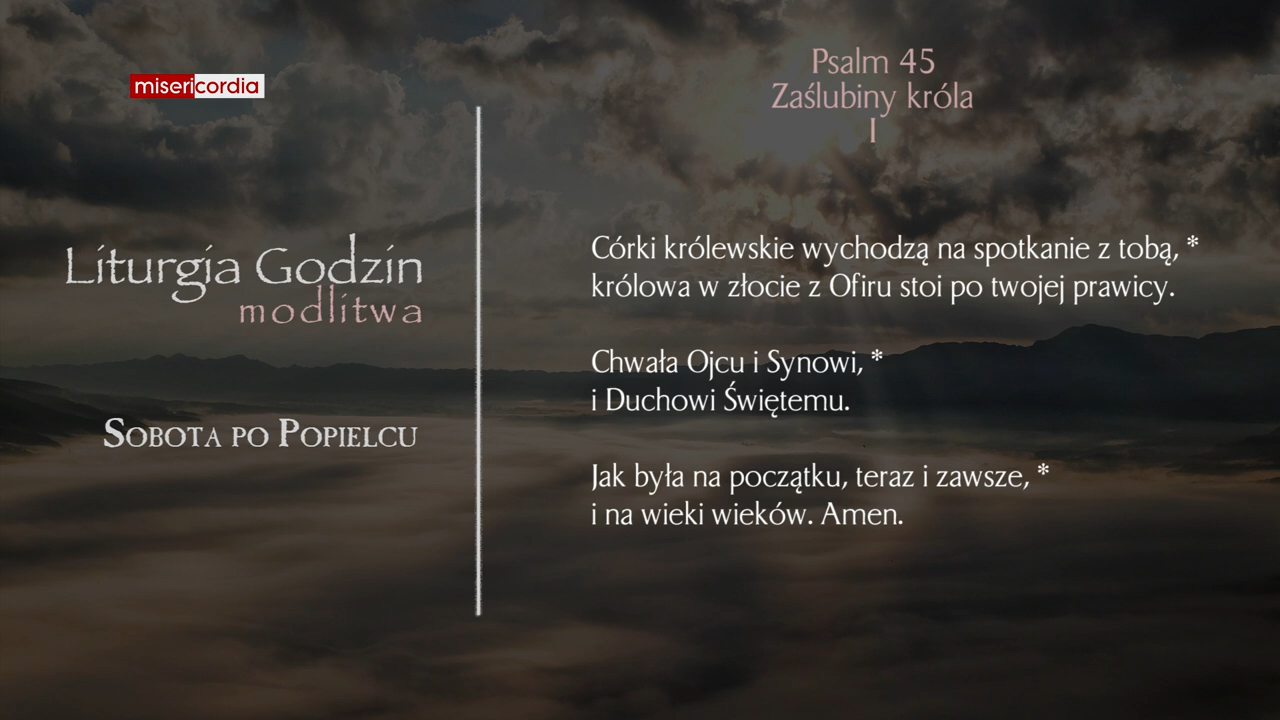 misericordia
Liturgia Godzin
modlitwa
Sobota po Popielcu
Psalm 45
Zaślubiny króla
I
Córki królewskie wychodzą na spotkanie z tobą, *
królowa w złocie z Ofiru stoi po twojej prawicy.
Chwała Ojcu i Synowi, *
i Duchowi Świętemu.
Jak była na początku, teraz i zawsze, *
i na wieki wieków. Amen.